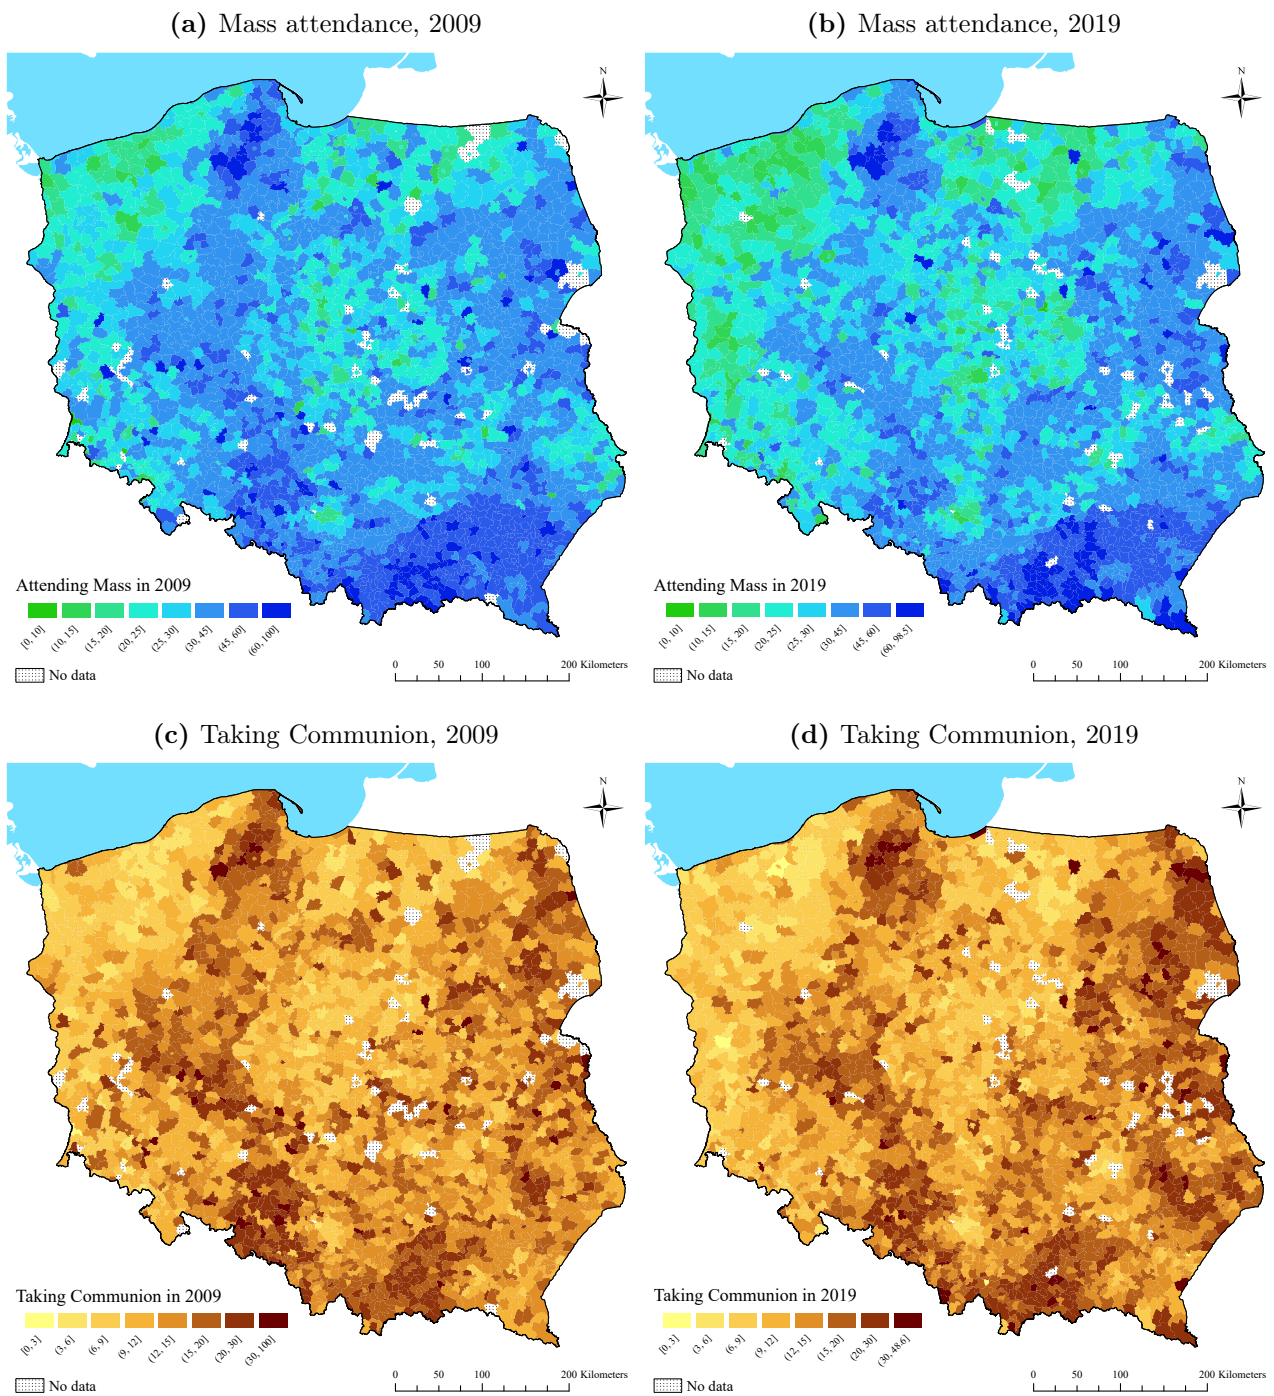 (a) Mass attendance, 2009
(b) Mass attendance, 2019
N
N
Attending Mass in 2009
[0, 10] (10, 15] (15, 20] (20, 25] (25, 30] (30, 45] (45, 60] (60, 100]
No data
0 50 100 200 Kilometers
Attending Mass in 2019
[0, 10] (10, 15] (15, 20] (20, 25] (25, 30] (30, 45] (45, 60] (60, 98.5]
No data
0 50 100 200 Kilometers
(c) Taking Communion, 2009
(d) Taking Communion, 2019
N
N
Taking Communion in 2009
[0, 3] (3, 6] (6, 9] (9, 12] (12, 15] (15, 20] (20, 30] (30, 100]
No data
0 50 100 200 Kilometers
Taking Communion in 2019
[0, 3] (3, 6] (6, 9] (9, 12] (12, 15] (15, 20] (20, 30] (30, 48.6]
No data
0 50 100 200 Kilometers